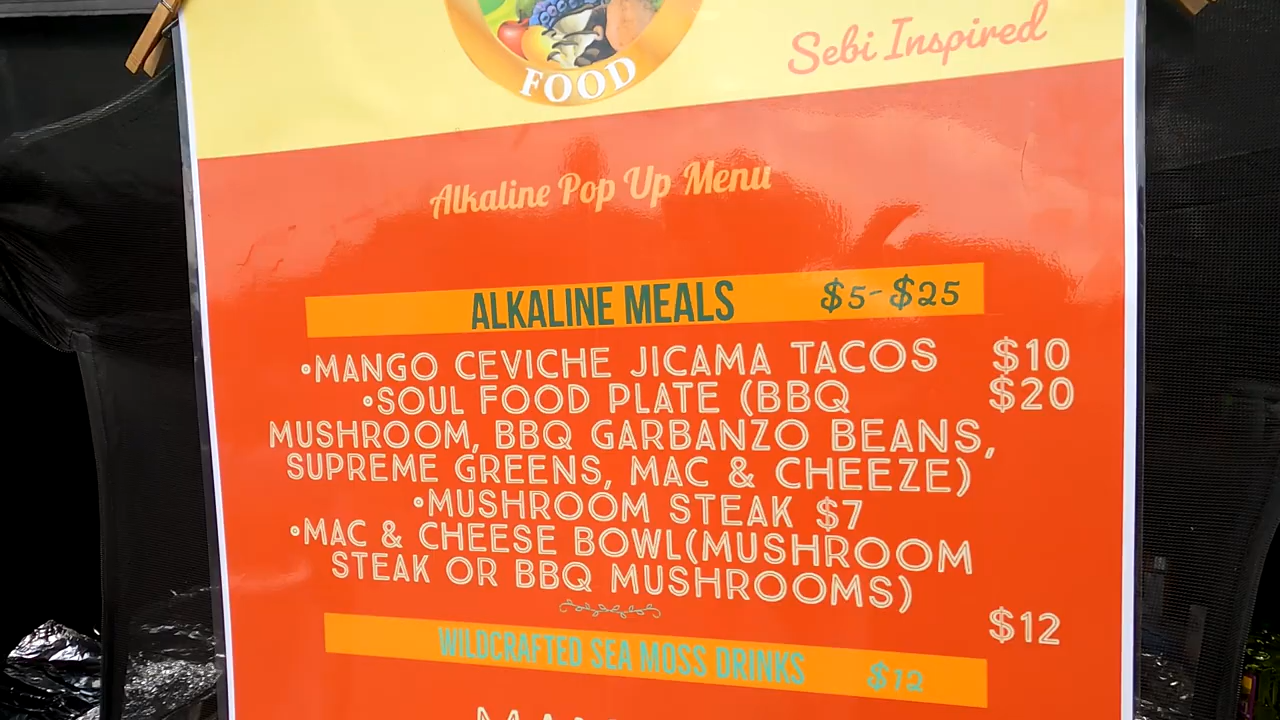 FOOD
Sebi Inspired
Alkaline Pop Up Menu
ALKALINE MEALS $5-$25
•MANGO CEVICHE JICAMA TACOS $10
•SOUL FOOD PLATE (BBQ $20
MUSHROOM, BBQ GARBANZO BEANS,
SUPREME GREENS, MAC & CHEEZE)
•MUSHROOM STEAK $7
•MAC & CHEESE BOWL(MUSHROOM
STEAK OR BBQ MUSHROOMS)
$12
WILDCRAFTED SEA MOSS DRINKS $12